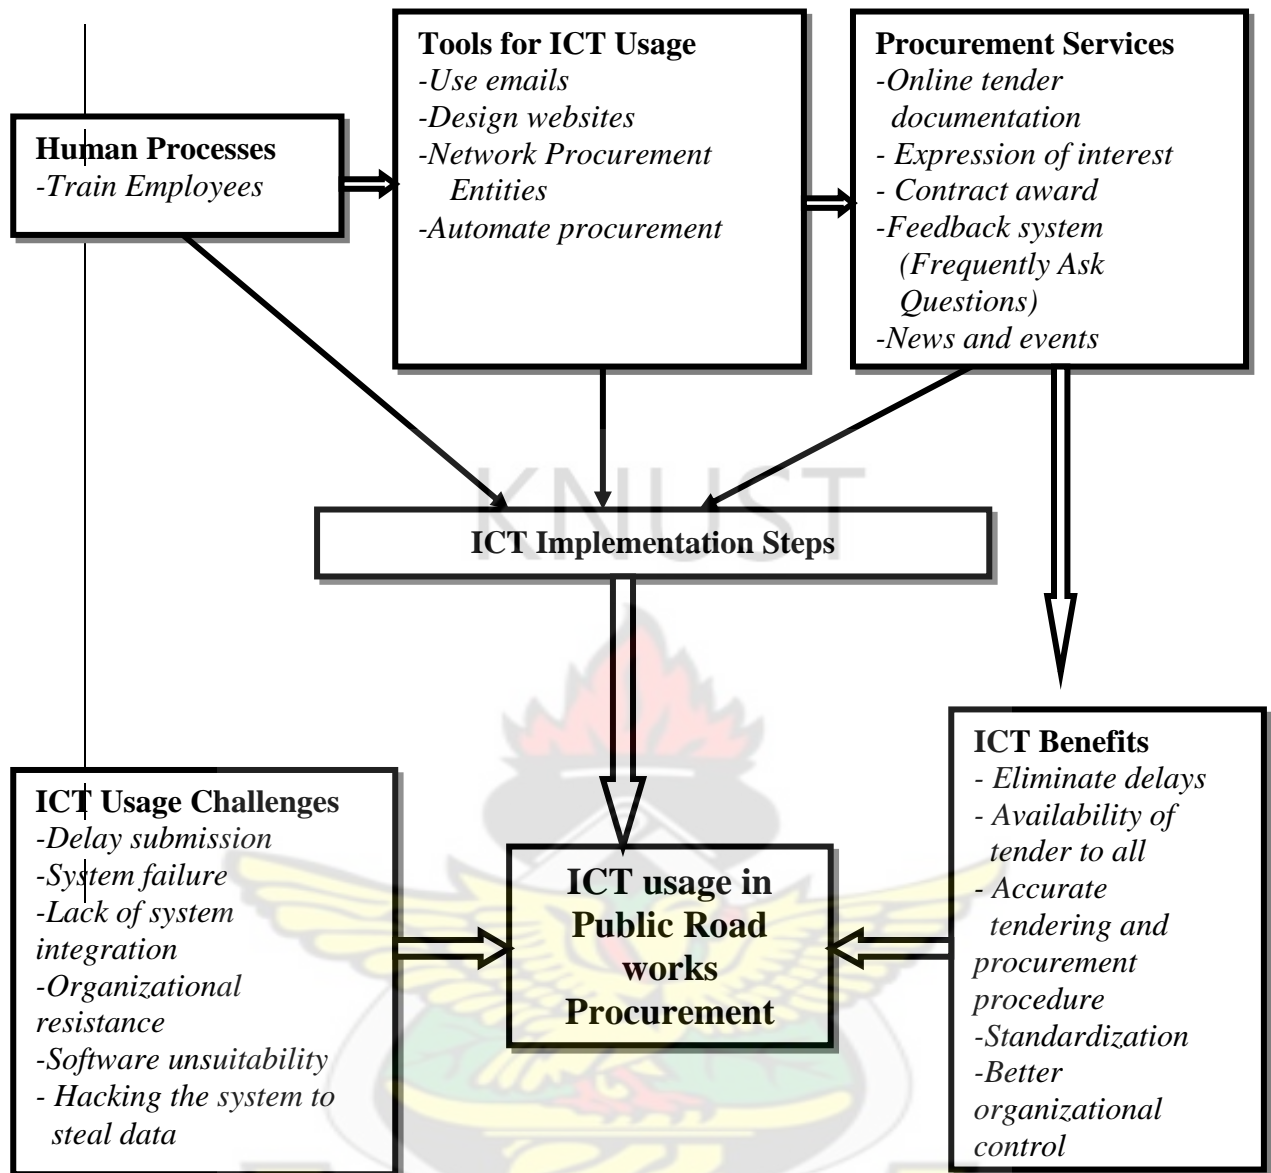 Human Processes
-Train Employees
Tools for ICT Usage
-Use emails
-Design websites
-Network Procurement
Entities
-Automate procurement
Procurement Services
-Online tender
documentation
- Expression of interest
- Contract award
-Feedback system
(Frequently Ask
Questions)
-News and events
KNUST
ICT Implementation Steps
ICT Usage Challenges
-Delay submission
-System failure
-Lack of system
integration
-Organizational
resistance
-Software unsuitability
- Hacking the system to
steal data
ICT usage in
Public Road
works
Procurement
ICT Benefits
- Eliminate delays
- Availability of
tender to all
- Accurate
tendering and
procurement
procedure
-Standardization
-Better
organizational
control